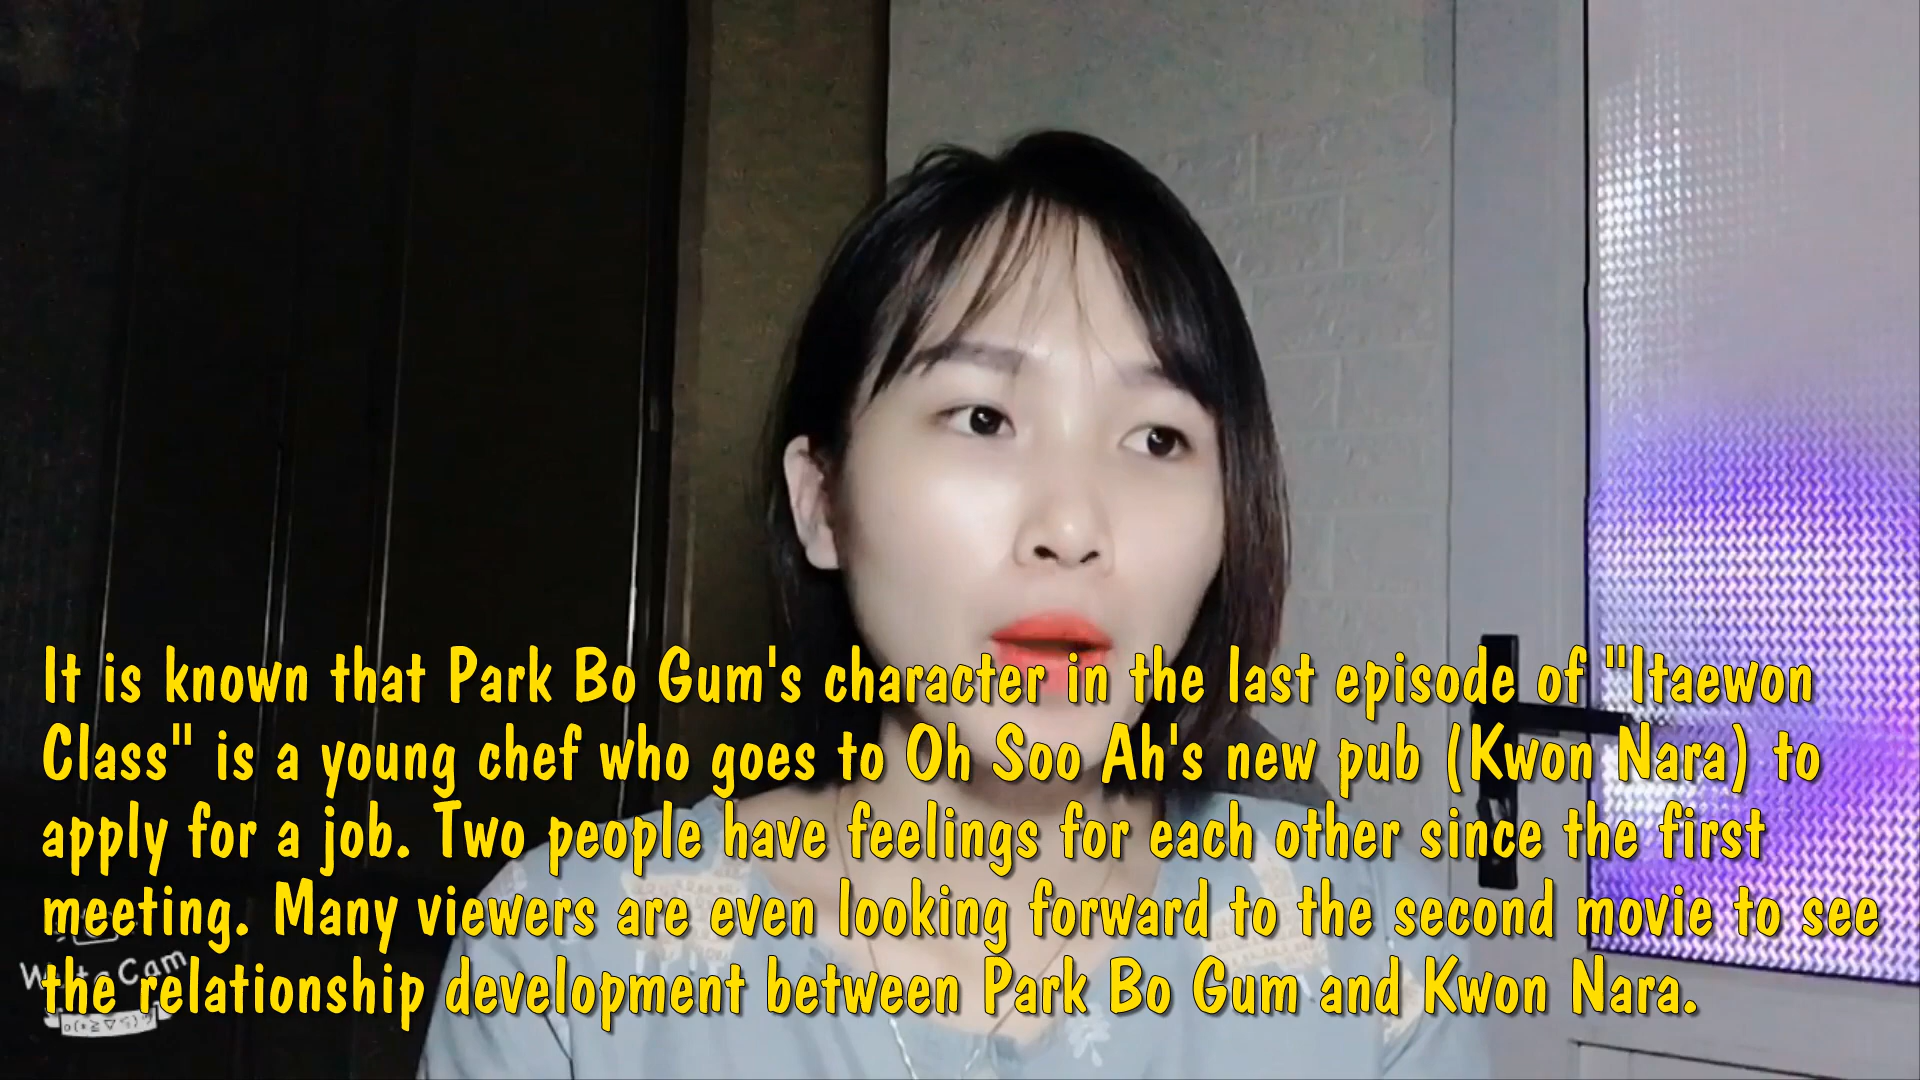 It is known that Park Bo Gum's character in the last episode of "Itaewon
Class" is a young chef who goes to Oh Soo Ah's new pub (Kwon Nara) to
apply for a job. Two people have feelings for each other since the first
meeting. Many viewers are even looking forward to the second movie to see
the relationship development between Park Bo Gum and Kwon Nara.
Cam